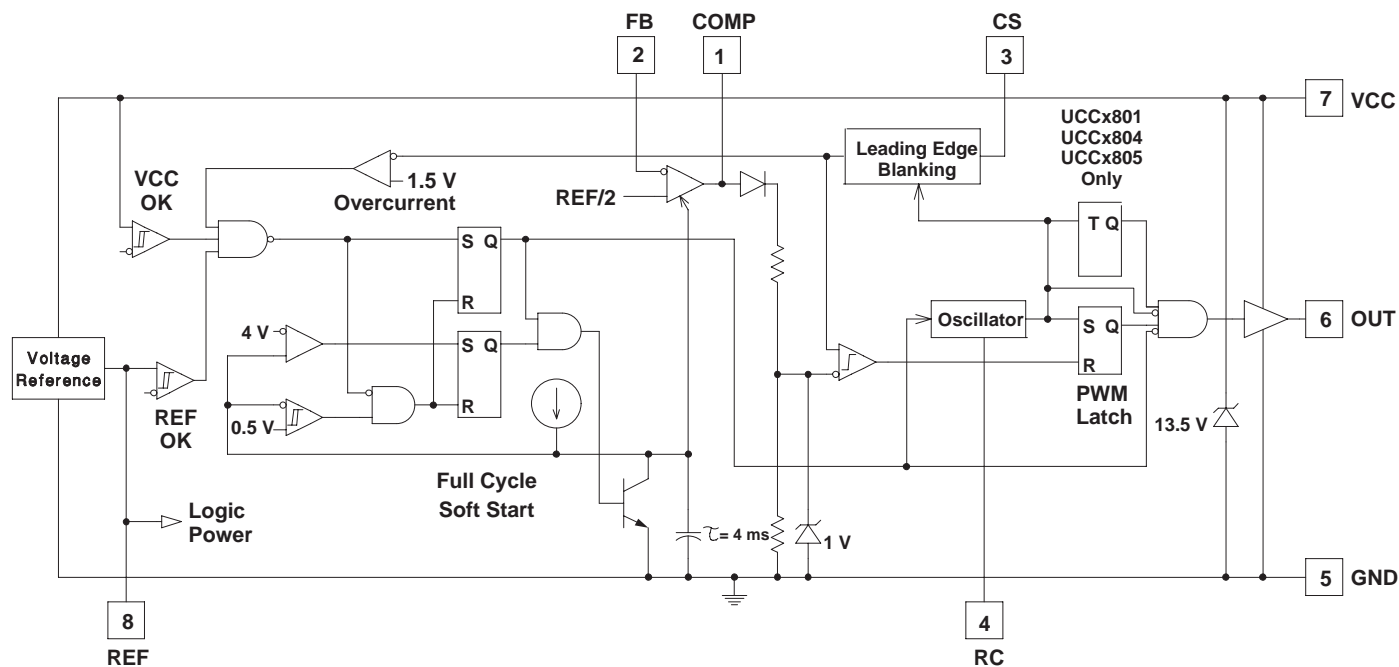 FB
COMP
CS
2
1
3
7
VCC
UCCx801
UCCx804
UCCx805
Only
Leading Edge
Blanking
VCC
OK
1.5 V
Overcurrent
REF/2
T Q
S Q
R
4 V
S Q
R
Oscillator
S Q
R
6
OUT
Voltage
Reference
REF
OK
0.5 V
PWM
Latch
13.5 V
Full Cycle
Soft Start
Logic
Power
τ = 4 ms
1 V
5
GND
8
REF
4
RC